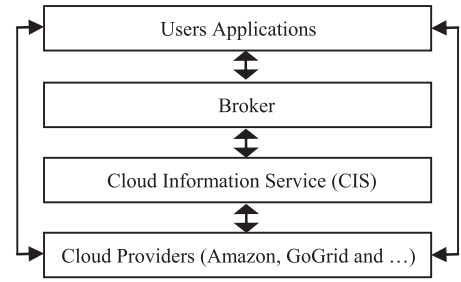 Users Applications
Broker
Cloud Information Service (CIS)
Cloud Providers (Amazon, GoGrid and …)